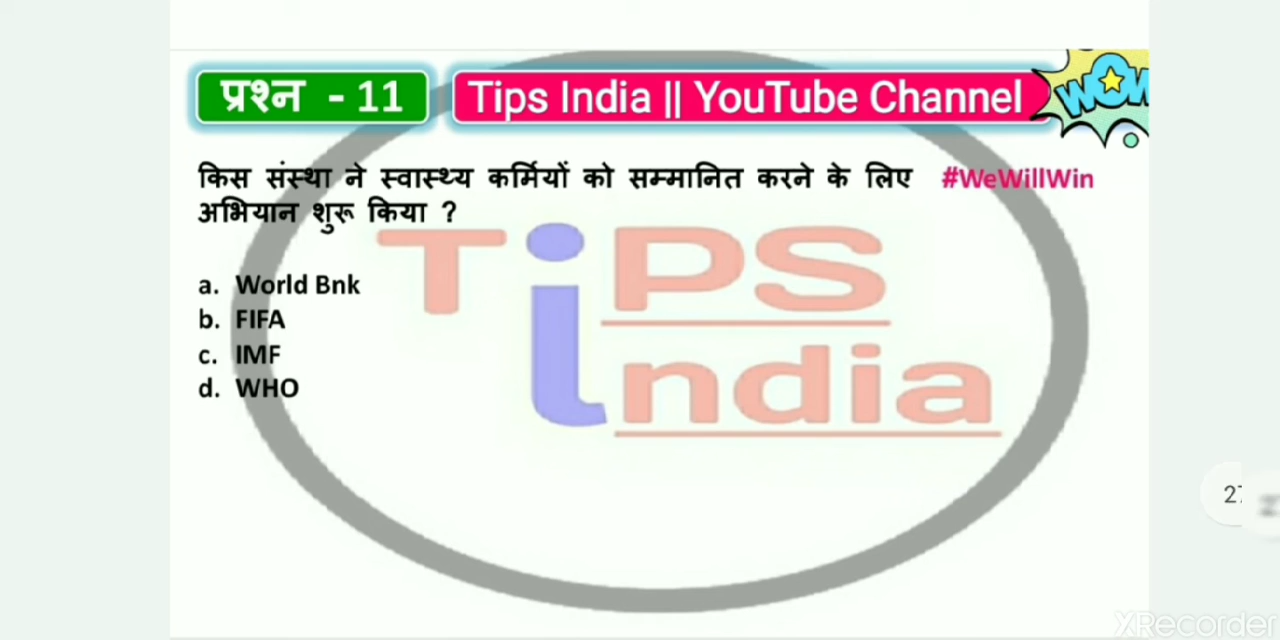 प्रश्न - 11
Tips India || YouTube Channel
WOW
किस संस्था ने स्वास्थ्य कर्मियों को सम्मानित करने के लिए #WeWillWin
अभियान शुरू किया ?
a. World Bnk
b. FIFA
c. IMF
d. WHO
TiPS
india
XRecorder